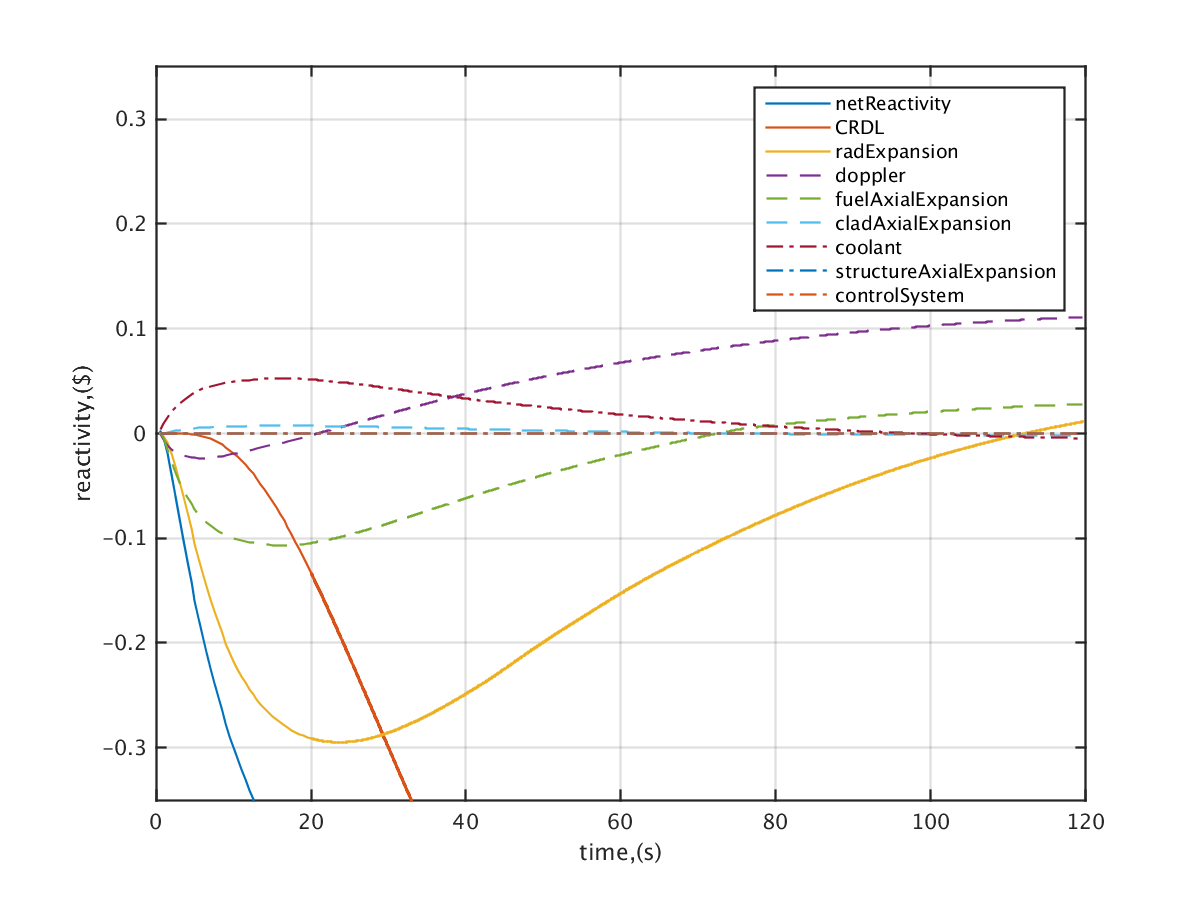 0.3
0.2
0.1
0
−0.1
−0.2
−0.3
reactivity,($)
0 20 40 60 80 100 120
time,(s)
netReactivity
CRDL
radExpansion
doppler
fuelAxialExpansion
cladAxialExpansion
coolant
structureAxialExpansion
controlSystem